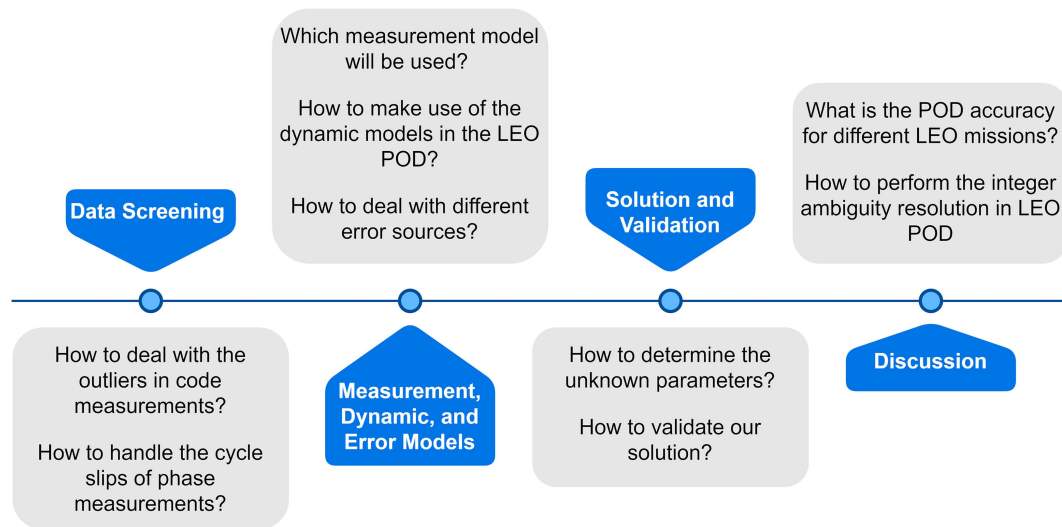 Data Screening
How to deal with the
outliers in code
measurements?
How to handle the cycle
slips of phase
measurements?
Which measurement model
will be used?
How to make use of the
dynamic models in the LEO
POD?
How to deal with different
error sources?
Measurement,
Dynamic, and
Error Models
Solution and
Validation
How to determine the
unknown parameters?
How to validate our
solution?
What is the POD accuracy
for different LEO missions?
How to perform the integer
ambiguity resolution in LEO
POD
Discussion